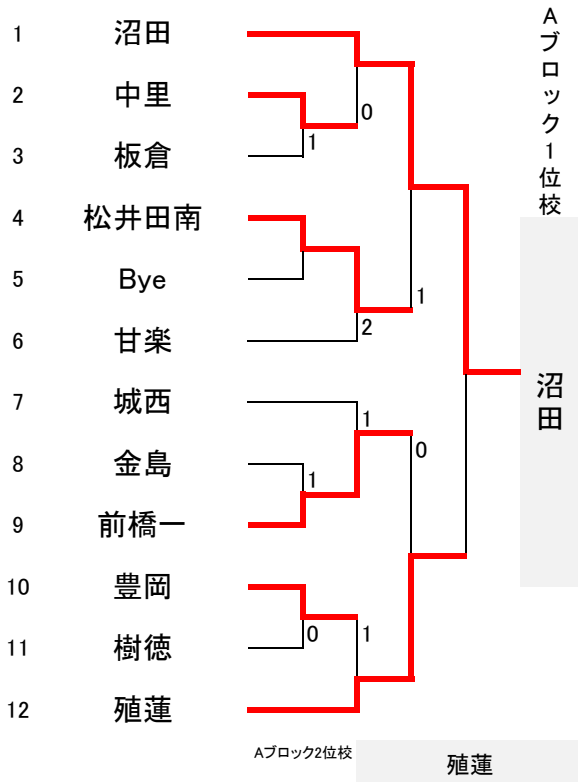 Aブロック1位校
1 沼田
0
2 中里
1
3 板倉
4 松井田南
5 Bye
1
2
6 甘楽
沼田
7 城西
1
0
8 金島
1
9 前橋一
10 豊岡
0
1
11 樹徳
12 殖蓮
Aブロック2位校 殖蓮